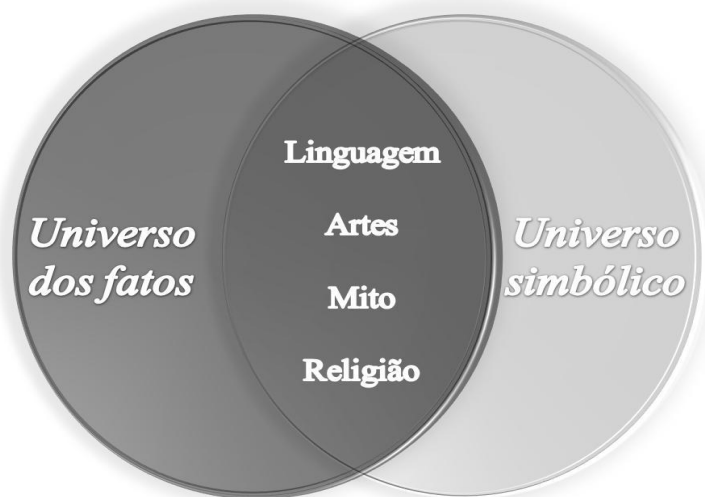 Universo
dos fatos
Linguagem
Artes
Mito
Religião
Universo
simbólico